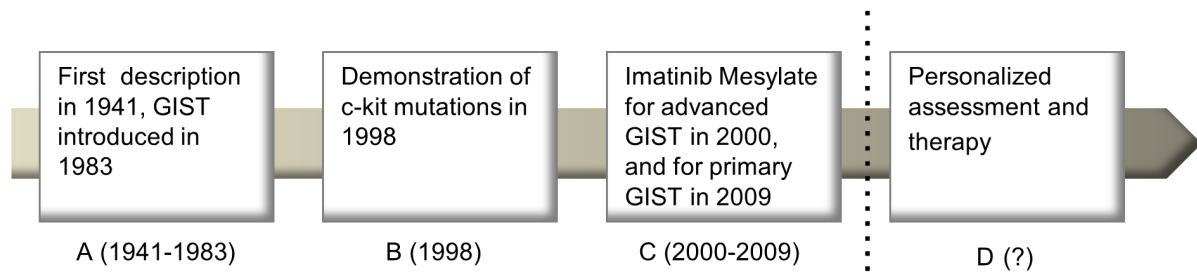 First description
in 1941, GIST
introduced in
1983
A (1941-1983)
Demonstration of
c-kit mutations in
1998
B (1998)
Imatinib Mesylate
for advanced
GIST in 2000,
and for primary
GIST in 2009
C (2000-2009)
Personalized
assessment and
therapy
D (?)